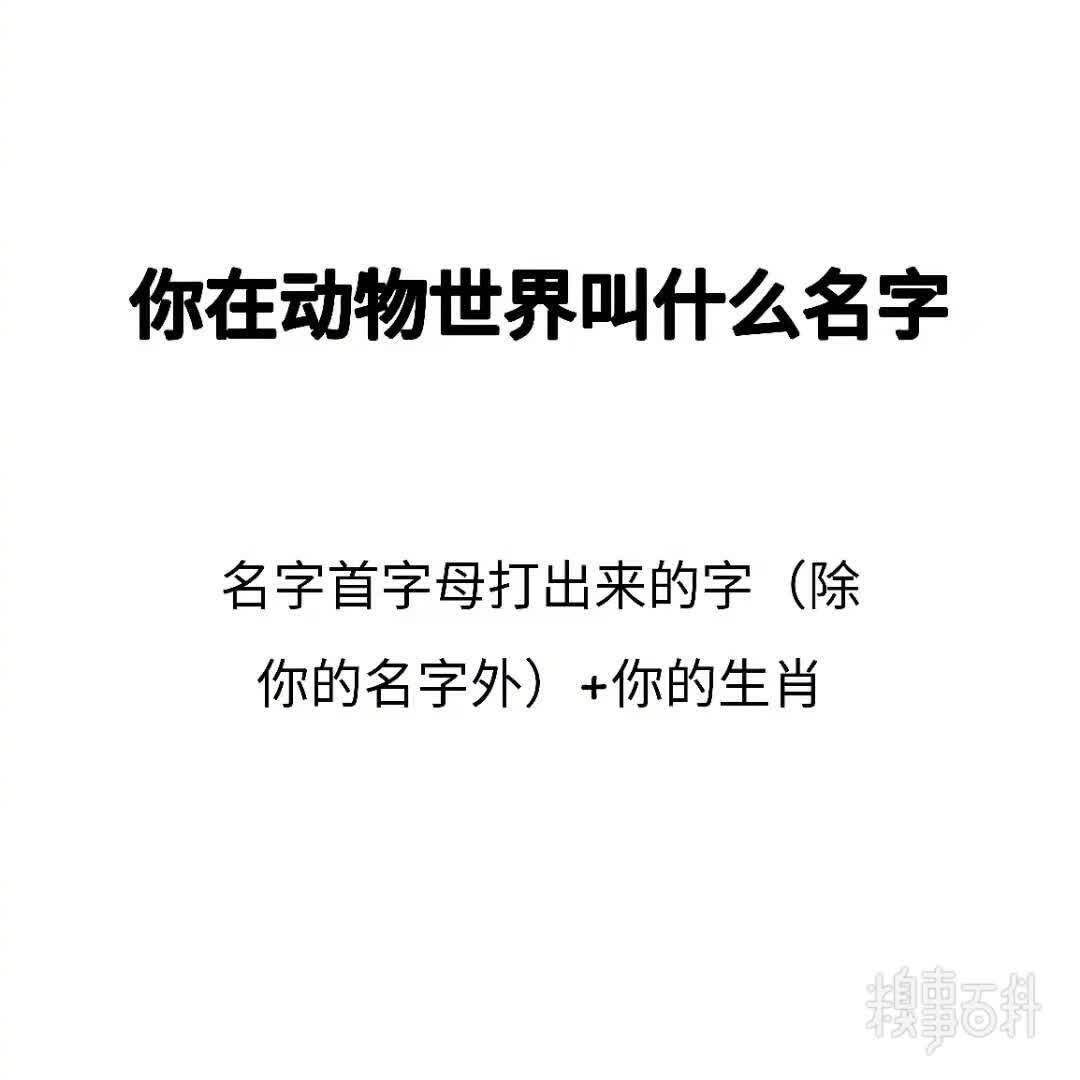 你在动物世界叫什么名字
名字首字母打出来的字（除
你的名字外）+你的生肖
糗事百科